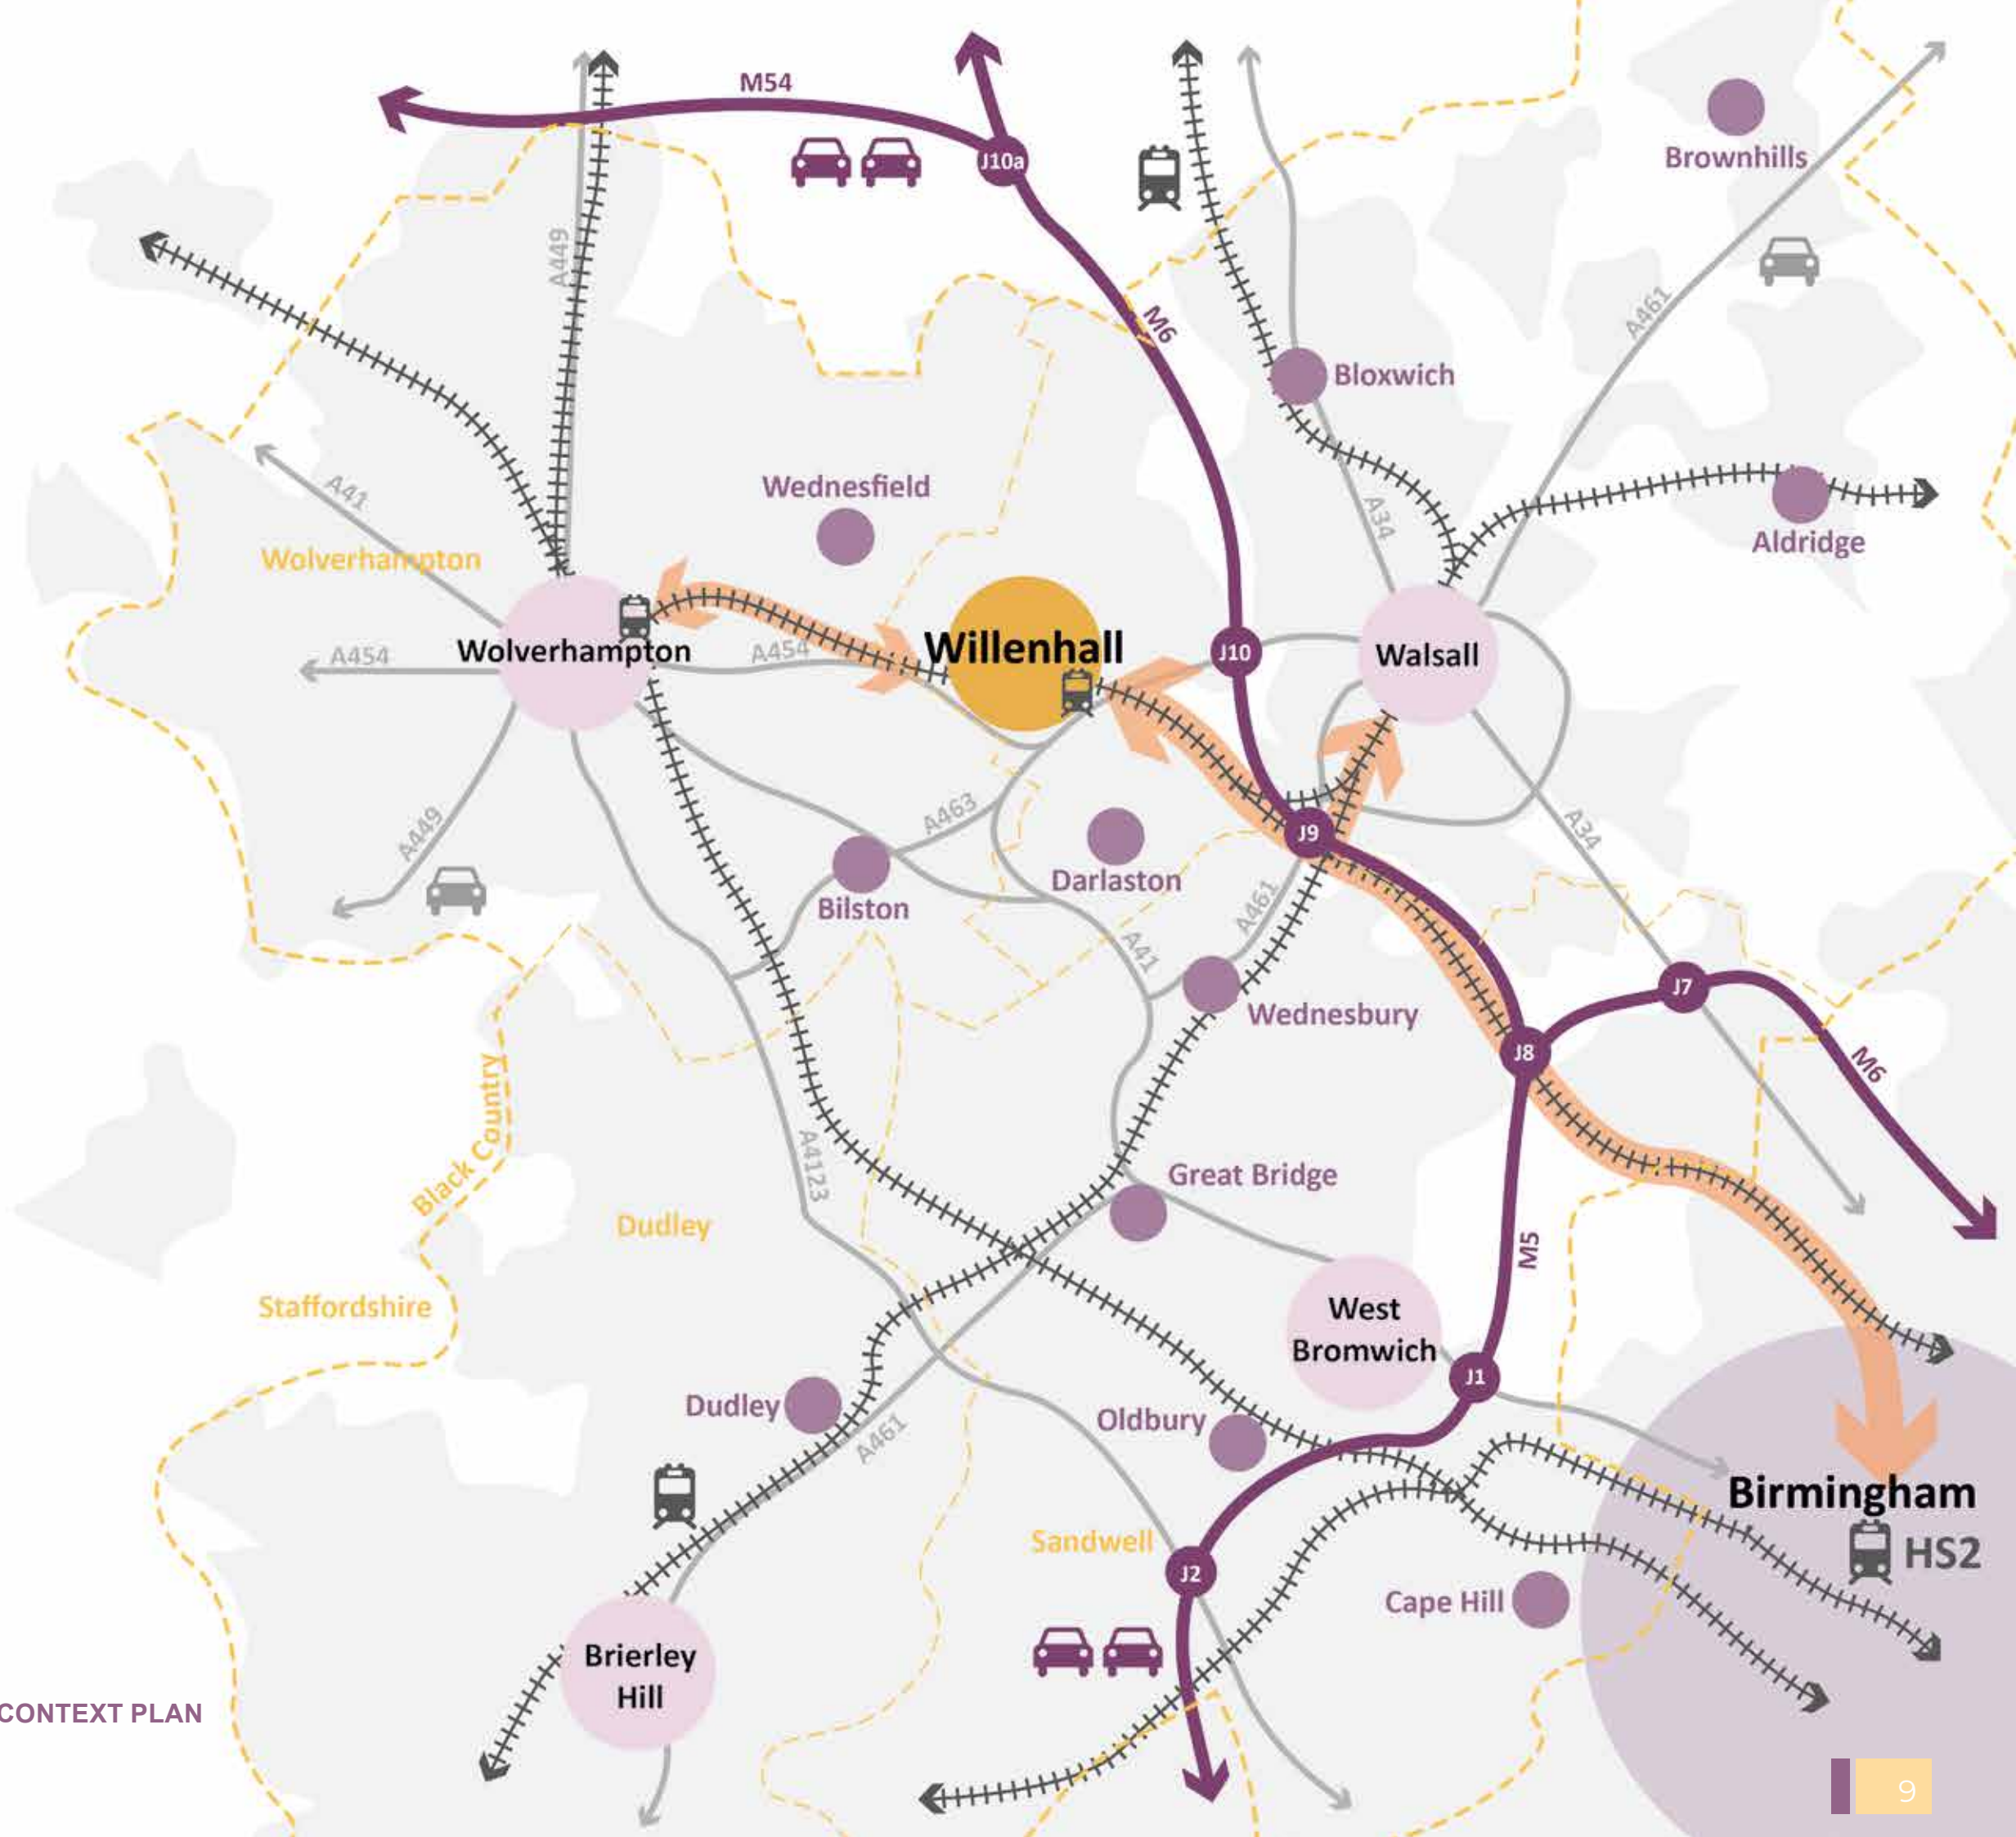 M54
J10a
Brownhills
A449
M6
A461
Bloxwich
A41
Wednesfield
A34
Aldridge
Wolverhampton
A454
Wolverhampton
A454
Willenhall
J10
Walsall
A449
A463
J9
A34
Bilston
Darlaston
A461
A41
Wednesbury
J7
J8
M6
Black Country
A4123
Great Bridge
Dudley
M5
Staffordshire
West
Bromwich
J1
Dudley
A461
Oldbury
Birmingham
HS2
Sandwell
J2
Cape Hill
Brierley
Hill
CONTEXT PLAN
9